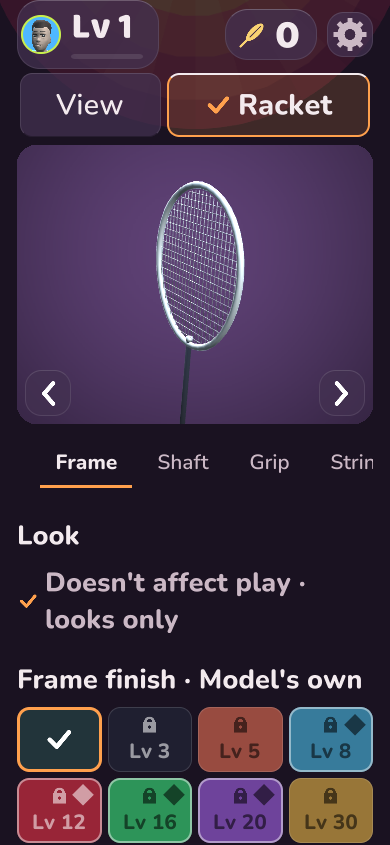 Lv 1
0
View
Racket
Frame
Shaft
Grip
Strin
Look
Doesn't affect play ·
looks only
Frame finish · Model's own
Lv 3
Lv 5
Lv 8
Lv 12
Lv 16
Lv 20
Lv 30